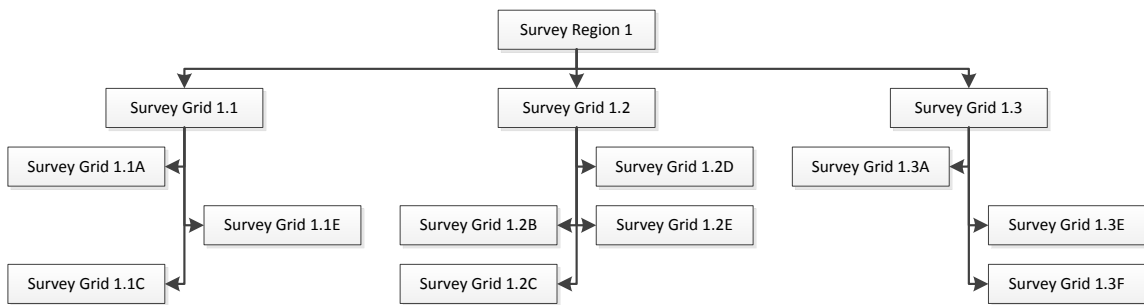 Survey Region 1
Survey Grid 1.1
Survey Grid 1.2
Survey Grid 1.3
Survey Grid 1.1A
Survey Grid 1.2D
Survey Grid 1.3A
Survey Grid 1.1E
Survey Grid 1.2B
Survey Grid 1.2E
Survey Grid 1.3E
Survey Grid 1.1C
Survey Grid 1.2C
Survey Grid 1.3F